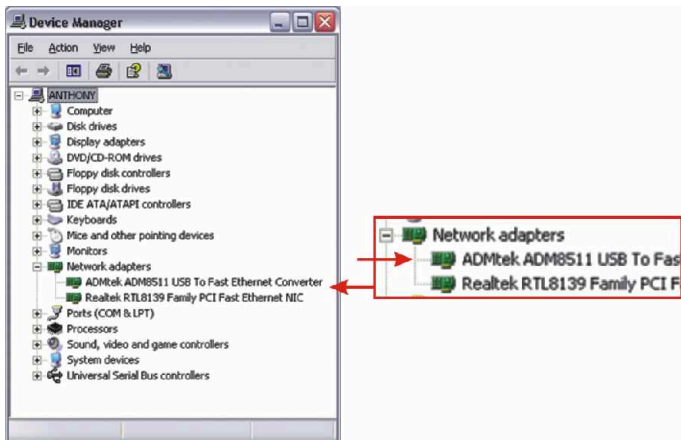 Device Manager
File Action View Help
ANTHONY
Computer
Disk drives
Display adapters
DVD/CD-ROM drives
Floppy disk controllers
Floppy disk drives
IDE ATA/ATAPI controllers
Keyboards
Mice and other pointing devices
Monitors
Network adapters
ADMtek ADM8511 USB To Fast Ethernet Converter
Realtek RTL8139 Family PCI Fast Ethernet NIC
Ports (COM & LPT)
Processors
Sound, video and game controllers
System devices
Universal Serial Bus controllers
Network adapters
ADMtek ADM8511 USB To Fas
Realtek RTL8139 Family PCI F